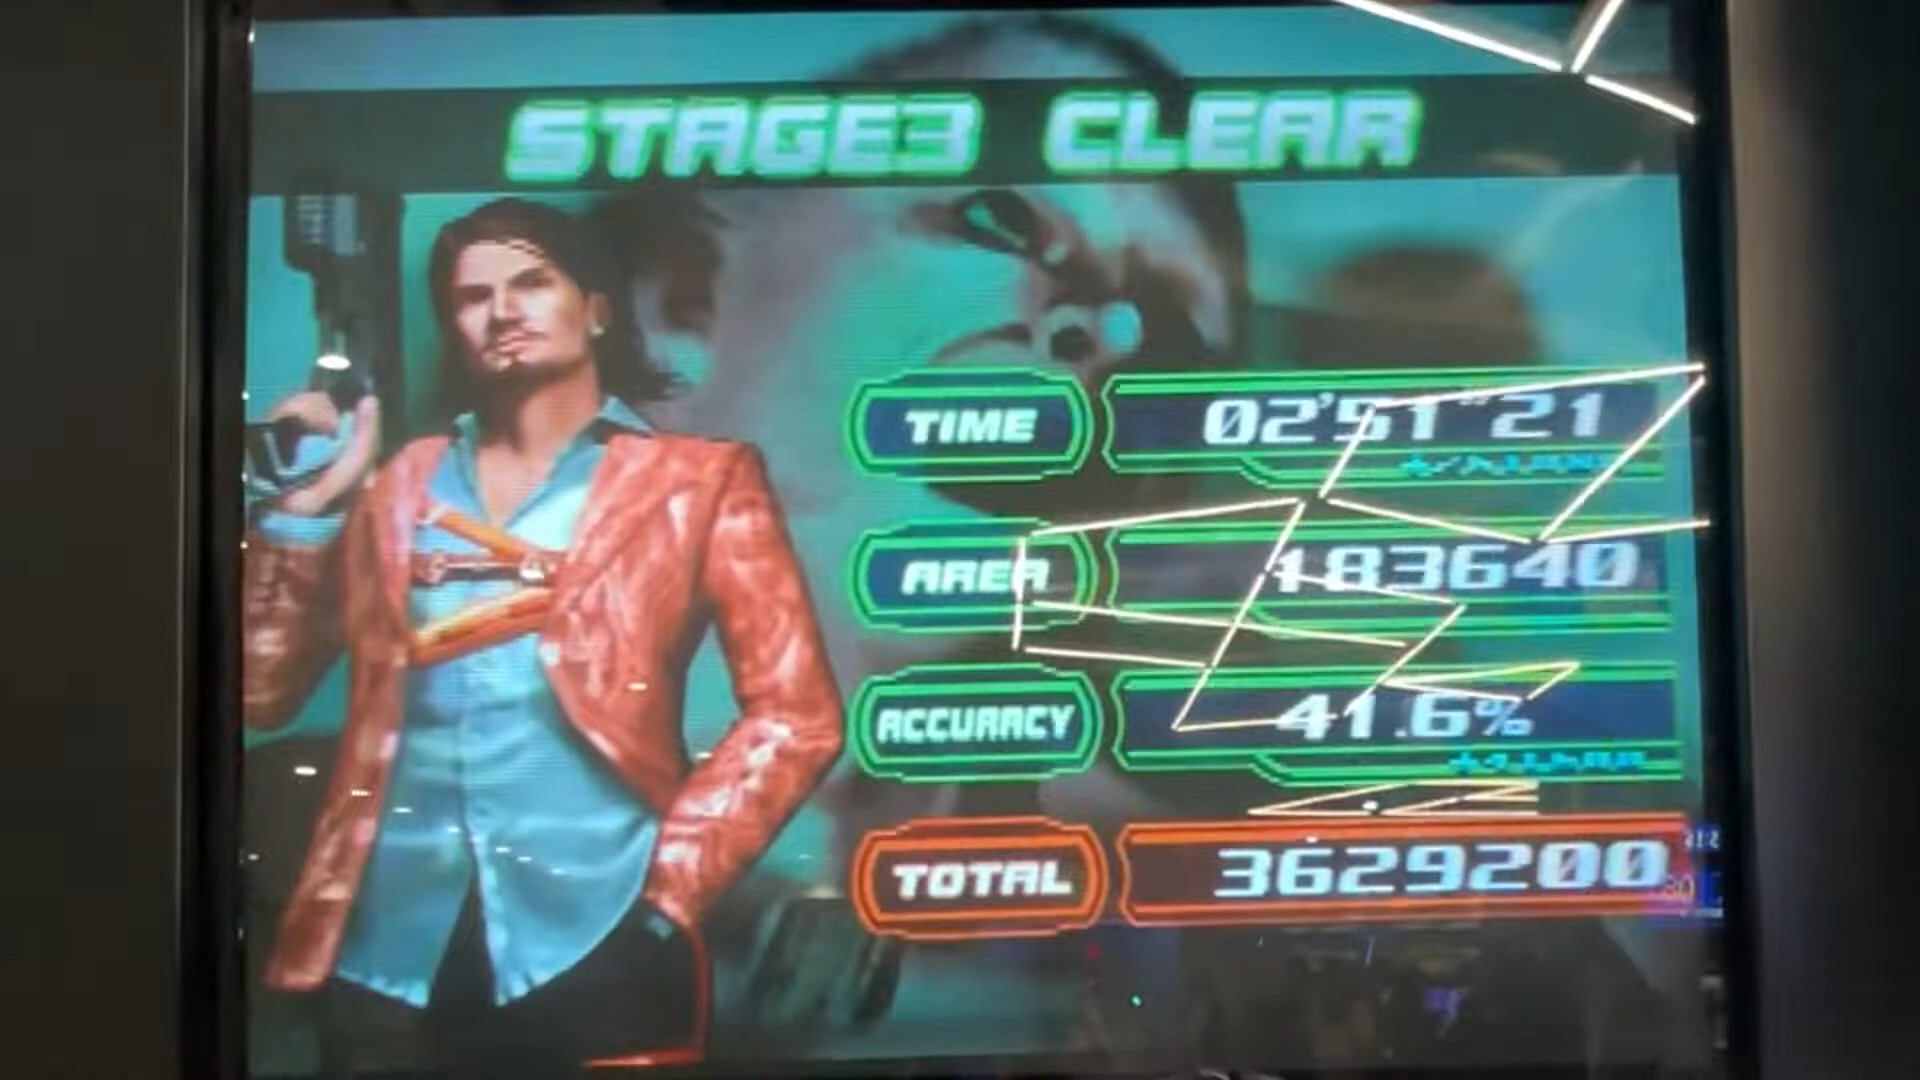 STAGE3 CLEAR
TIME 02'51"21
AREA 183640
ACCURACY 41.6%
TOTAL 3629200